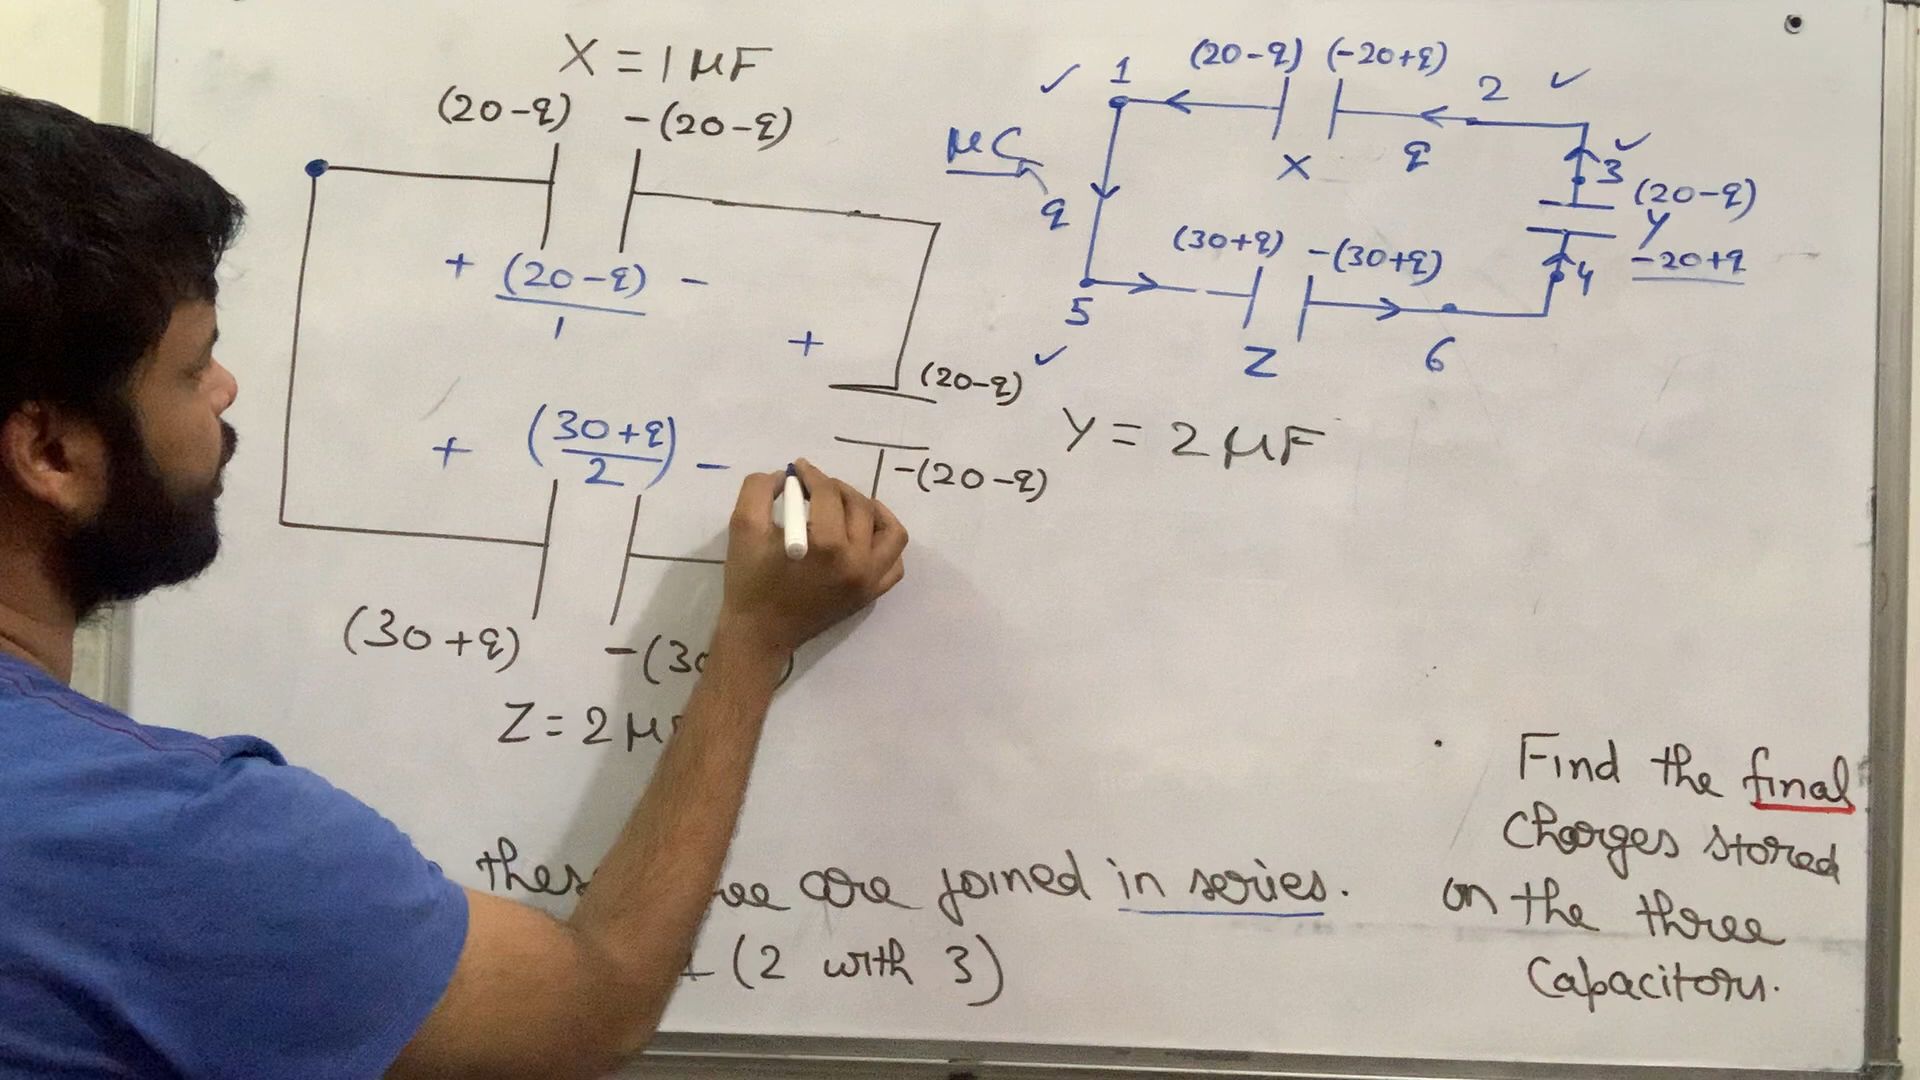 X = 1 μF
(20-q) -(20-q)
+ (20-q)/1 -
+
(20-q)
-(20-q)
Y = 2 μF
+ (30+q)/2 -
(30+q) -(30
Z = 2 μ
1 (20-q) (-20+q) 2
μC
X q
3
(20-q)
Y
-20+q
4
q
(30+q) -(30+q)
5 Z 6
are joined in series.
(2 with 3)
Find the final
charges stored
on the three
Capacitors.